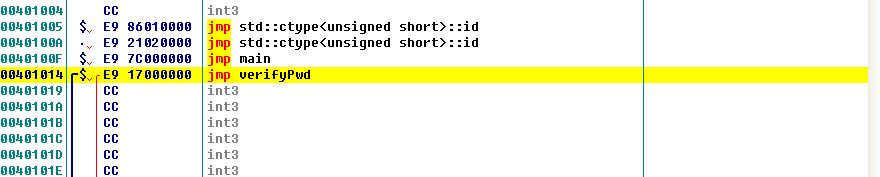 00401004 CC int3
00401005 $ E9 86010000 jmp std::ctype<unsigned short>::id
0040100A . E9 21020000 jmp std::ctype<unsigned short>::id
0040100F $ E9 7C000000 jmp main
00401014 $ E9 17000000 jmp verifyPwd
00401019 CC int3
0040101A CC int3
0040101B CC int3
0040101C CC int3
0040101D CC int3
0040101E CC int3